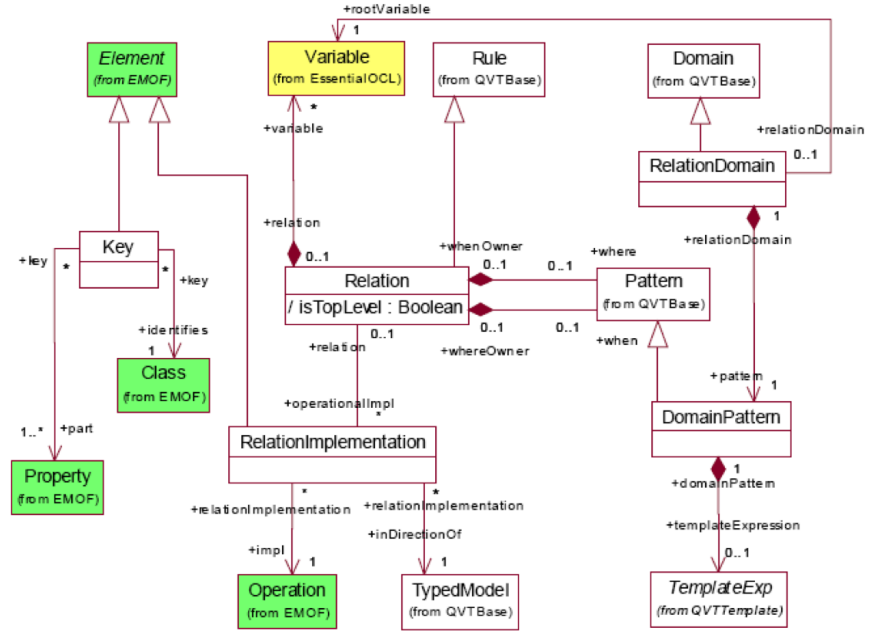 +rootVariable
1
Element
(from EMOF)
Variable
(from EssentialOCL)
Rule
(from QVTBase)
Domain
(from QVTBase)
*
+variable
+relationDomain
0..1
RelationDomain
1
+relationDomain
+relation
0..1
Key
+key
*
*
+key
+whenOwner
0..1
0..1
+where
Relation
/ isTopLevel : Boolean
Pattern
(from QVTBase)
0..1
+relation
0..1
+whereOwner
0..1
+when
+identifies
1
Class
(from EMOF)
+pattern
1
+operationalImpl
*
DomainPattern
1..*
+part
RelationImplementation
Property
(from EMOF)
*
+relationImplementation
*
+relationImplementation
1
+domainPattern
+inDirectionOf
+templateExpression
+impl
1
1
0..1
Operation
(from EMOF)
TypedModel
(from QVTBase)
TemplateExp
(from QVTTemplate)